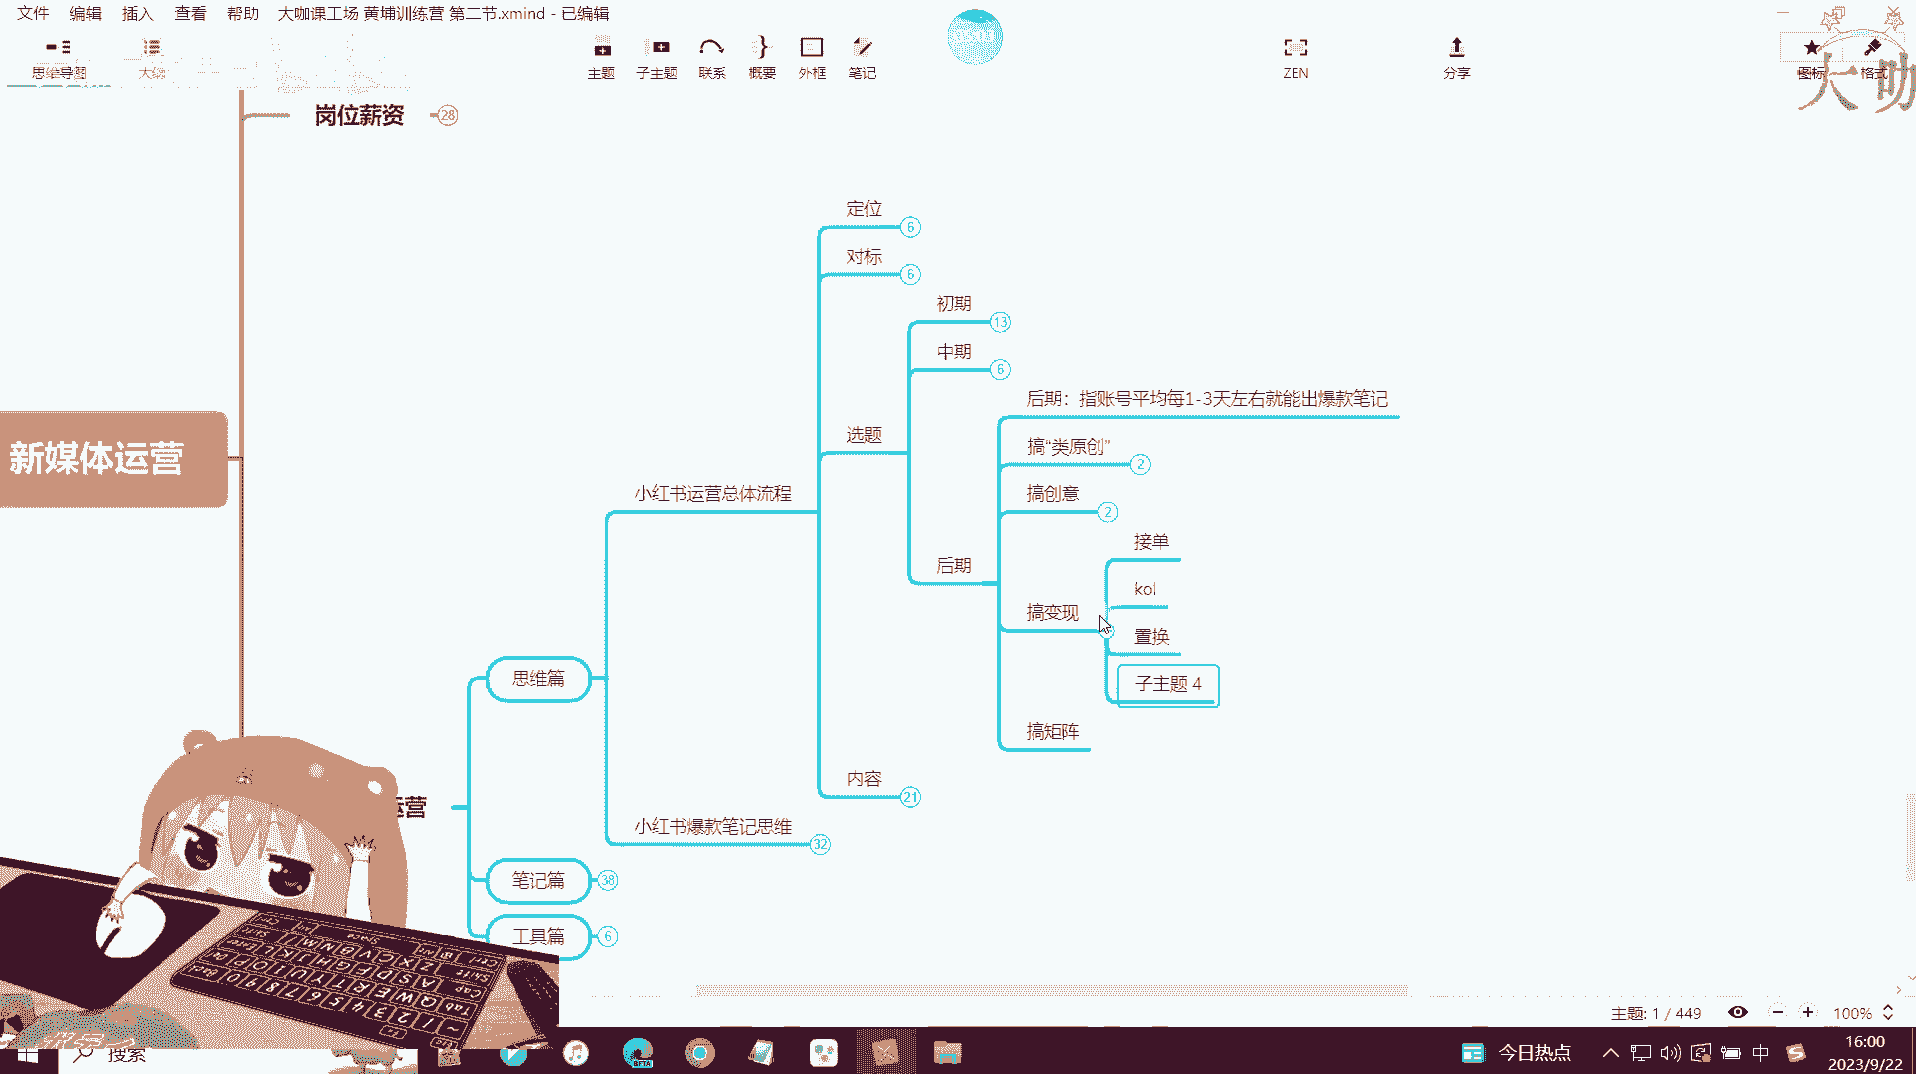 文件 编辑 插入 查看 帮助 大咖课工场 黄埔训练营 第二节.xmind - 已编辑
思维导图 大纲 主题 子主题 联系 概要 外框 笔记 ZEN 分享 图标 格式
大咖
岗位薪资 28
定位 6
对标 6
初期 13
中期 6
后期：指账号平均每1-3天左右就能出爆款笔记
选题
搞“类原创” 2
新媒体运营
小红书运营总体流程
搞创意 2
接单
后期
kol
搞变现
置换
思维篇
子主题 4
搞矩阵
内容 21
运营
小红书爆款笔记思维 32
笔记篇 38
工具篇 6
主题: 1 / 449 100%
搜索
BETA
今日热点
中
16:00
2023/9/22